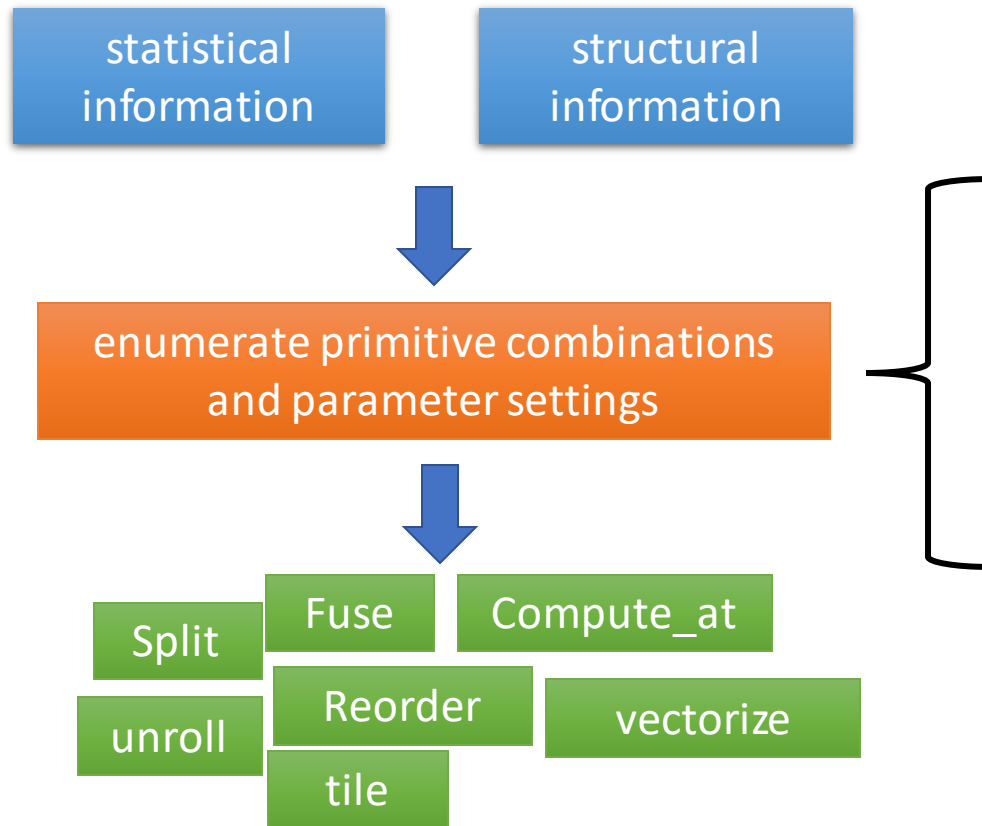 statistical
information
structural
information
enumerate primitive combinations
and parameter settings
Fuse
Compute_at
Split
Reorder
vectorize
unroll
tile